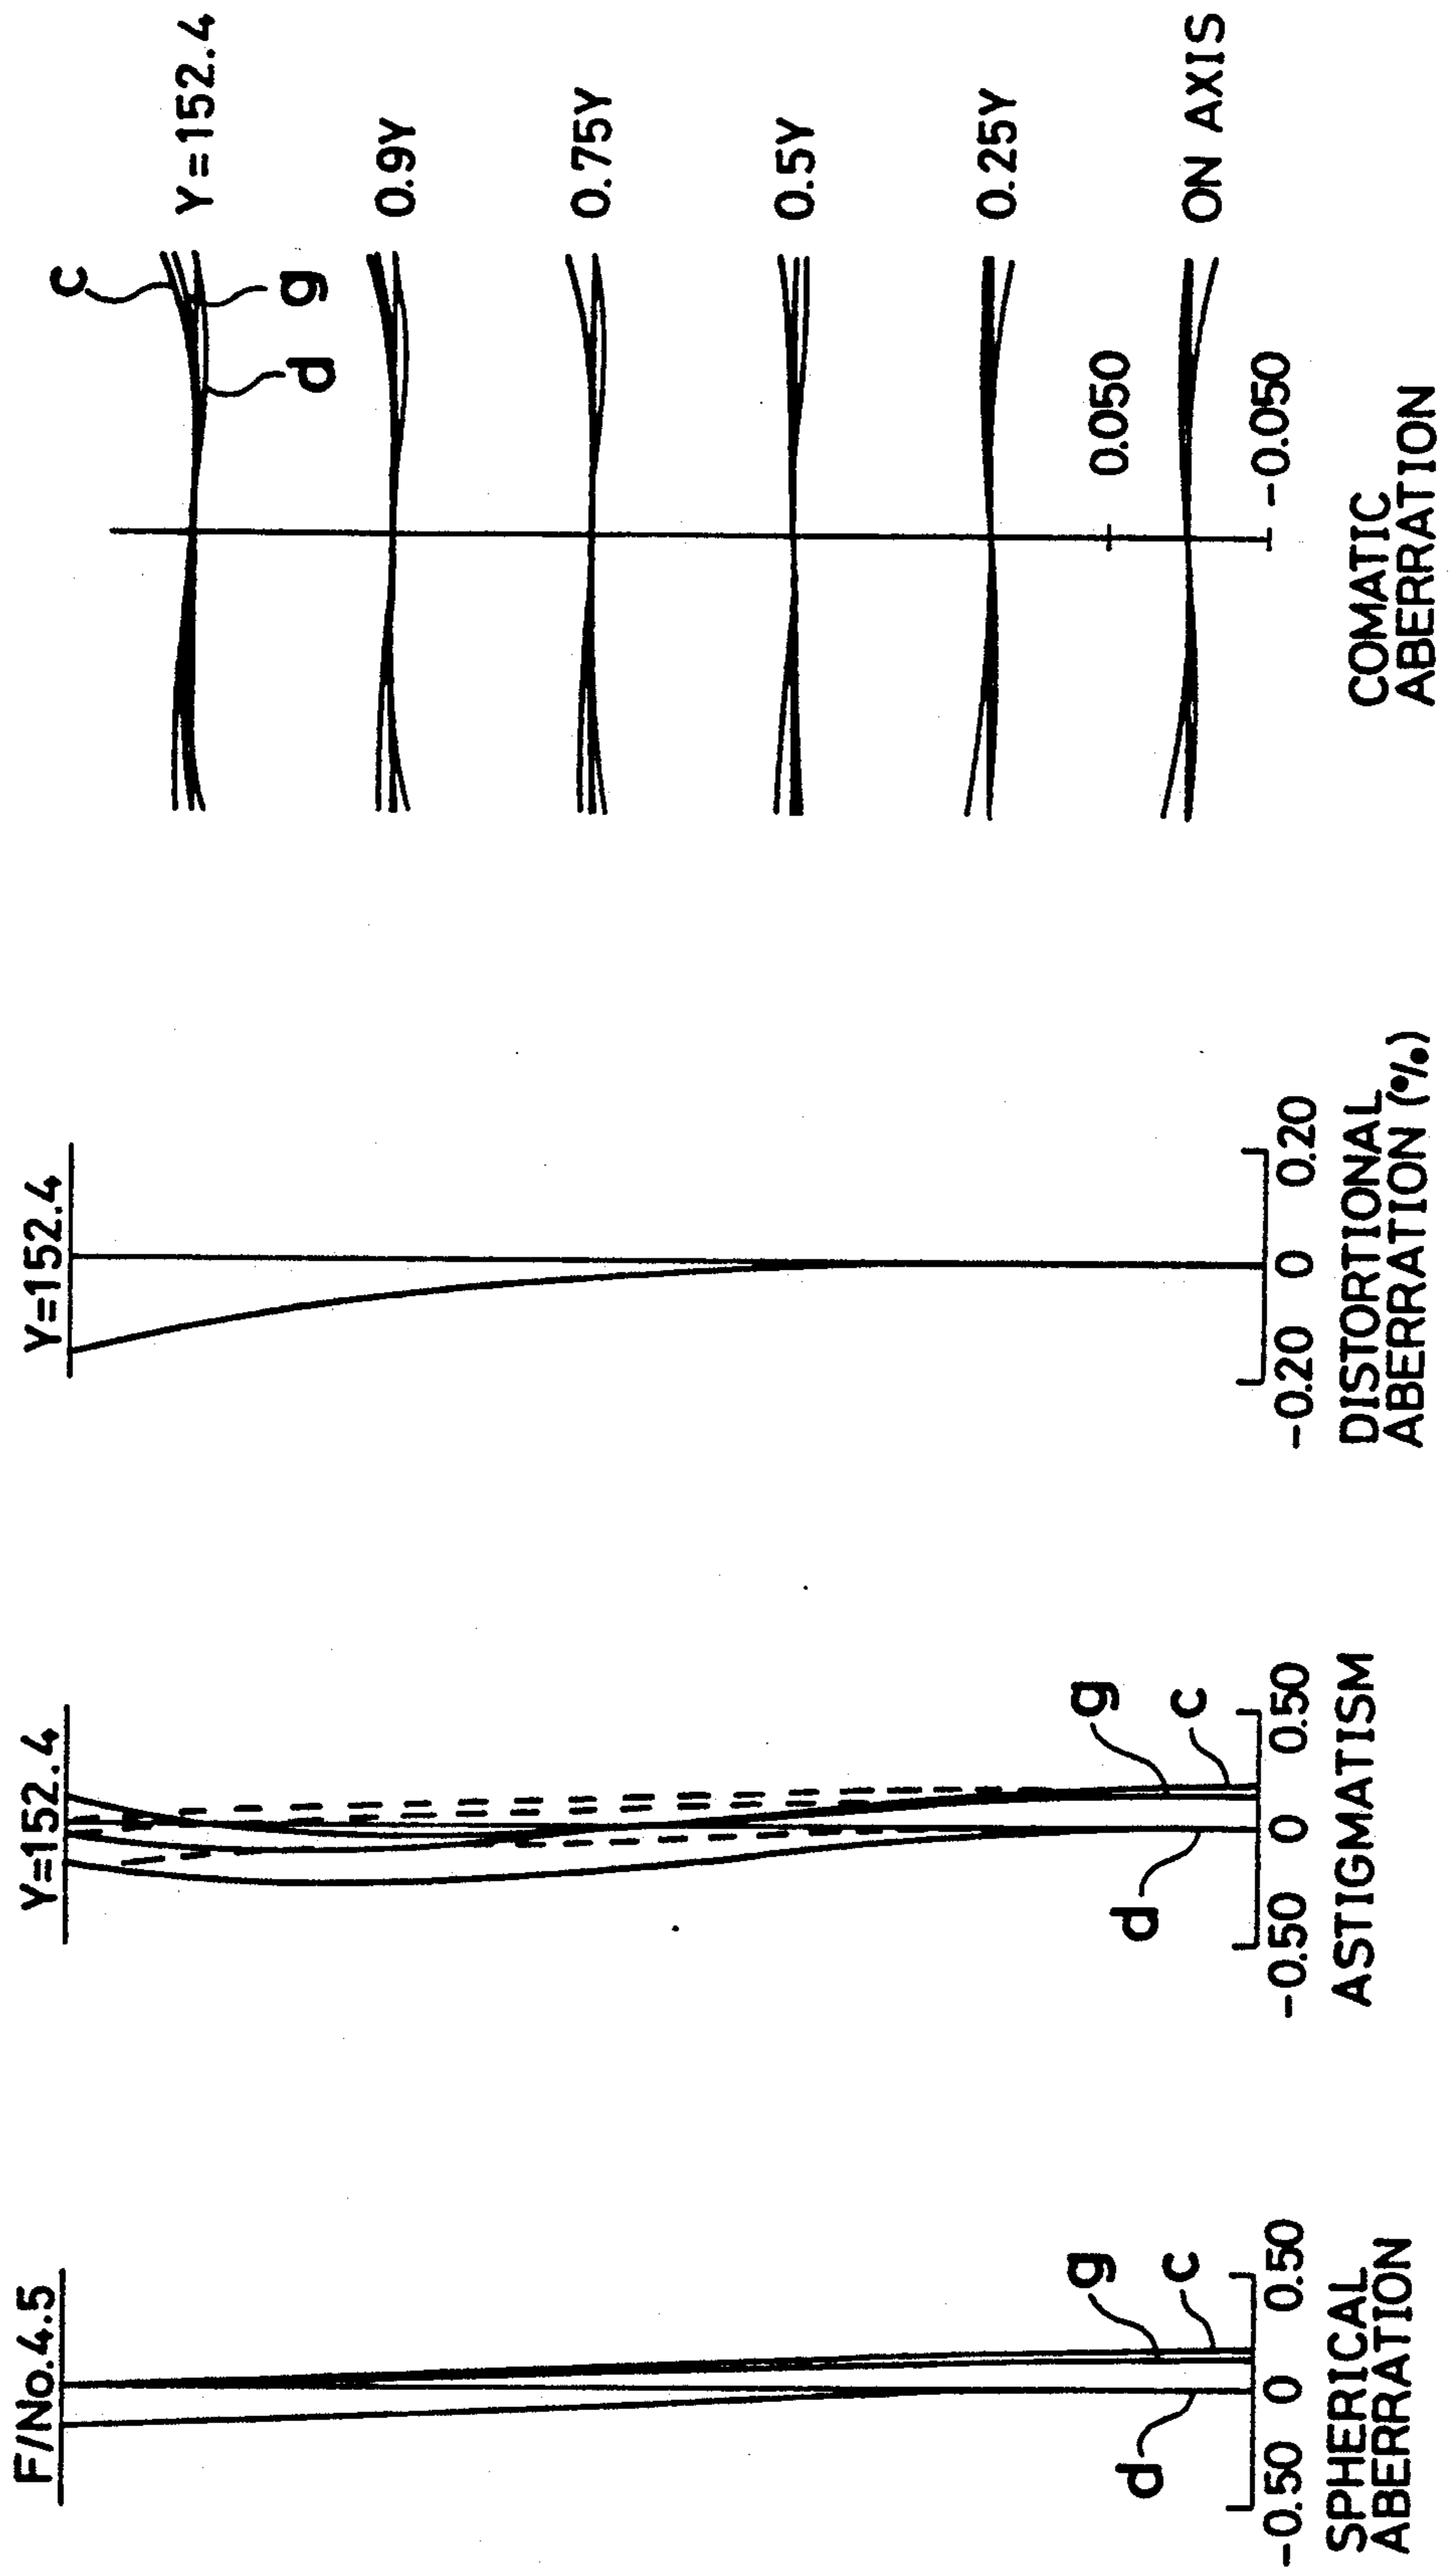 F/No.4.5
g
c
d
-0.50 0 0.50
SPHERICAL
ABERRATION
Y=152.4
g
c
d
-0.50 0 0.50
ASTIGMATISM
Y=152.4
-0.20 0 0.20
DISTORTIONAL
ABERRATION (%)
c
g
d
Y=152.4
0.9Y
0.75Y
0.5Y
0.25Y
0.050
ON AXIS
-0.050
COMATIC
ABERRATION